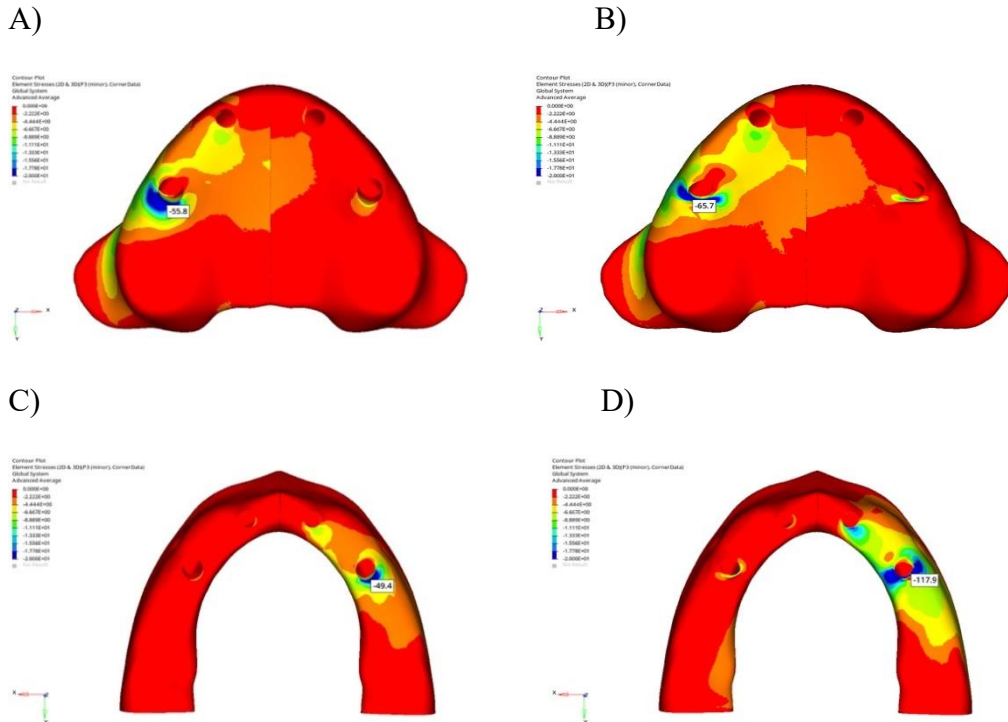 A)
Contour Plot
Element Stresses (2D & 3D)(P3 (minor), CornerData)
Global System
Advanced Average
0.000E+00
-2.222E+00
-4.444E+00
-6.667E+00
-8.889E+00
-1.111E+01
-1.333E+01
-1.556E+01
-1.778E+01
-2.000E+01
No Result
-55.8
Z
X
Y
B)
Contour Plot
Element Stresses (2D & 3D)(P3 (minor), CornerData)
Global System
Advanced Average
0.000E+00
-2.222E+00
-4.444E+00
-6.667E+00
-8.889E+00
-1.111E+01
-1.333E+01
-1.556E+01
-1.778E+01
-2.000E+01
No Result
-65.7
Z
X
Y
C)
Contour Plot
Element Stresses (2D & 3D)(P3 (minor), CornerData)
Global System
Advanced Average
0.000E+00
-2.222E+00
-4.444E+00
-6.667E+00
-8.889E+00
-1.111E+01
-1.333E+01
-1.556E+01
-1.778E+01
-2.000E+01
No Result
-49.4
X
Z
Y
D)
Contour Plot
Element Stresses (2D & 3D)(P3 (minor), CornerData)
Global System
Advanced Average
0.000E+00
-2.222E+00
-4.444E+00
-6.667E+00
-8.889E+00
-1.111E+01
-1.333E+01
-1.556E+01
-1.778E+01
-2.000E+01
No Result
-117.9
X
Z
Y